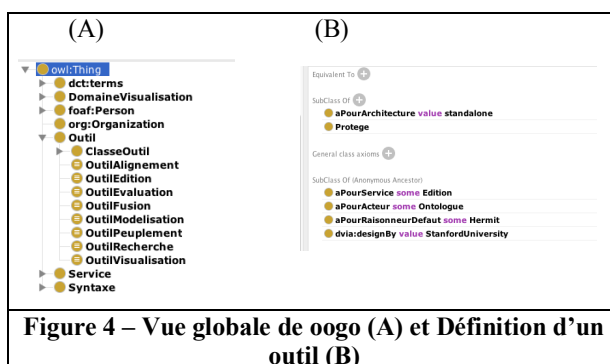 (A)
owl:Thing
dct:terms
DomaineVisualisation
foaf:Person
org:Organization
Outil
ClasseOutil
OutilAlignement
OutilEdition
OutilEvaluation
OutilFusion
OutilModelisation
OutilPeuplement
OutilRecherche
OutilVisualisation
Service
Syntaxe
(B)
Equivalent To
SubClass Of
aPourArchitecture value standalone
Protege
General class axioms
SubClass Of (Anonymous Ancestor)
aPourService some Edition
aPourActeur some Ontologue
aPourRaisonneurDefaut some Hermit
dvia:designBy value StanfordUniversity
Figure 4 – Vue globale de oogo (A) et Définition d'un
outil (B)